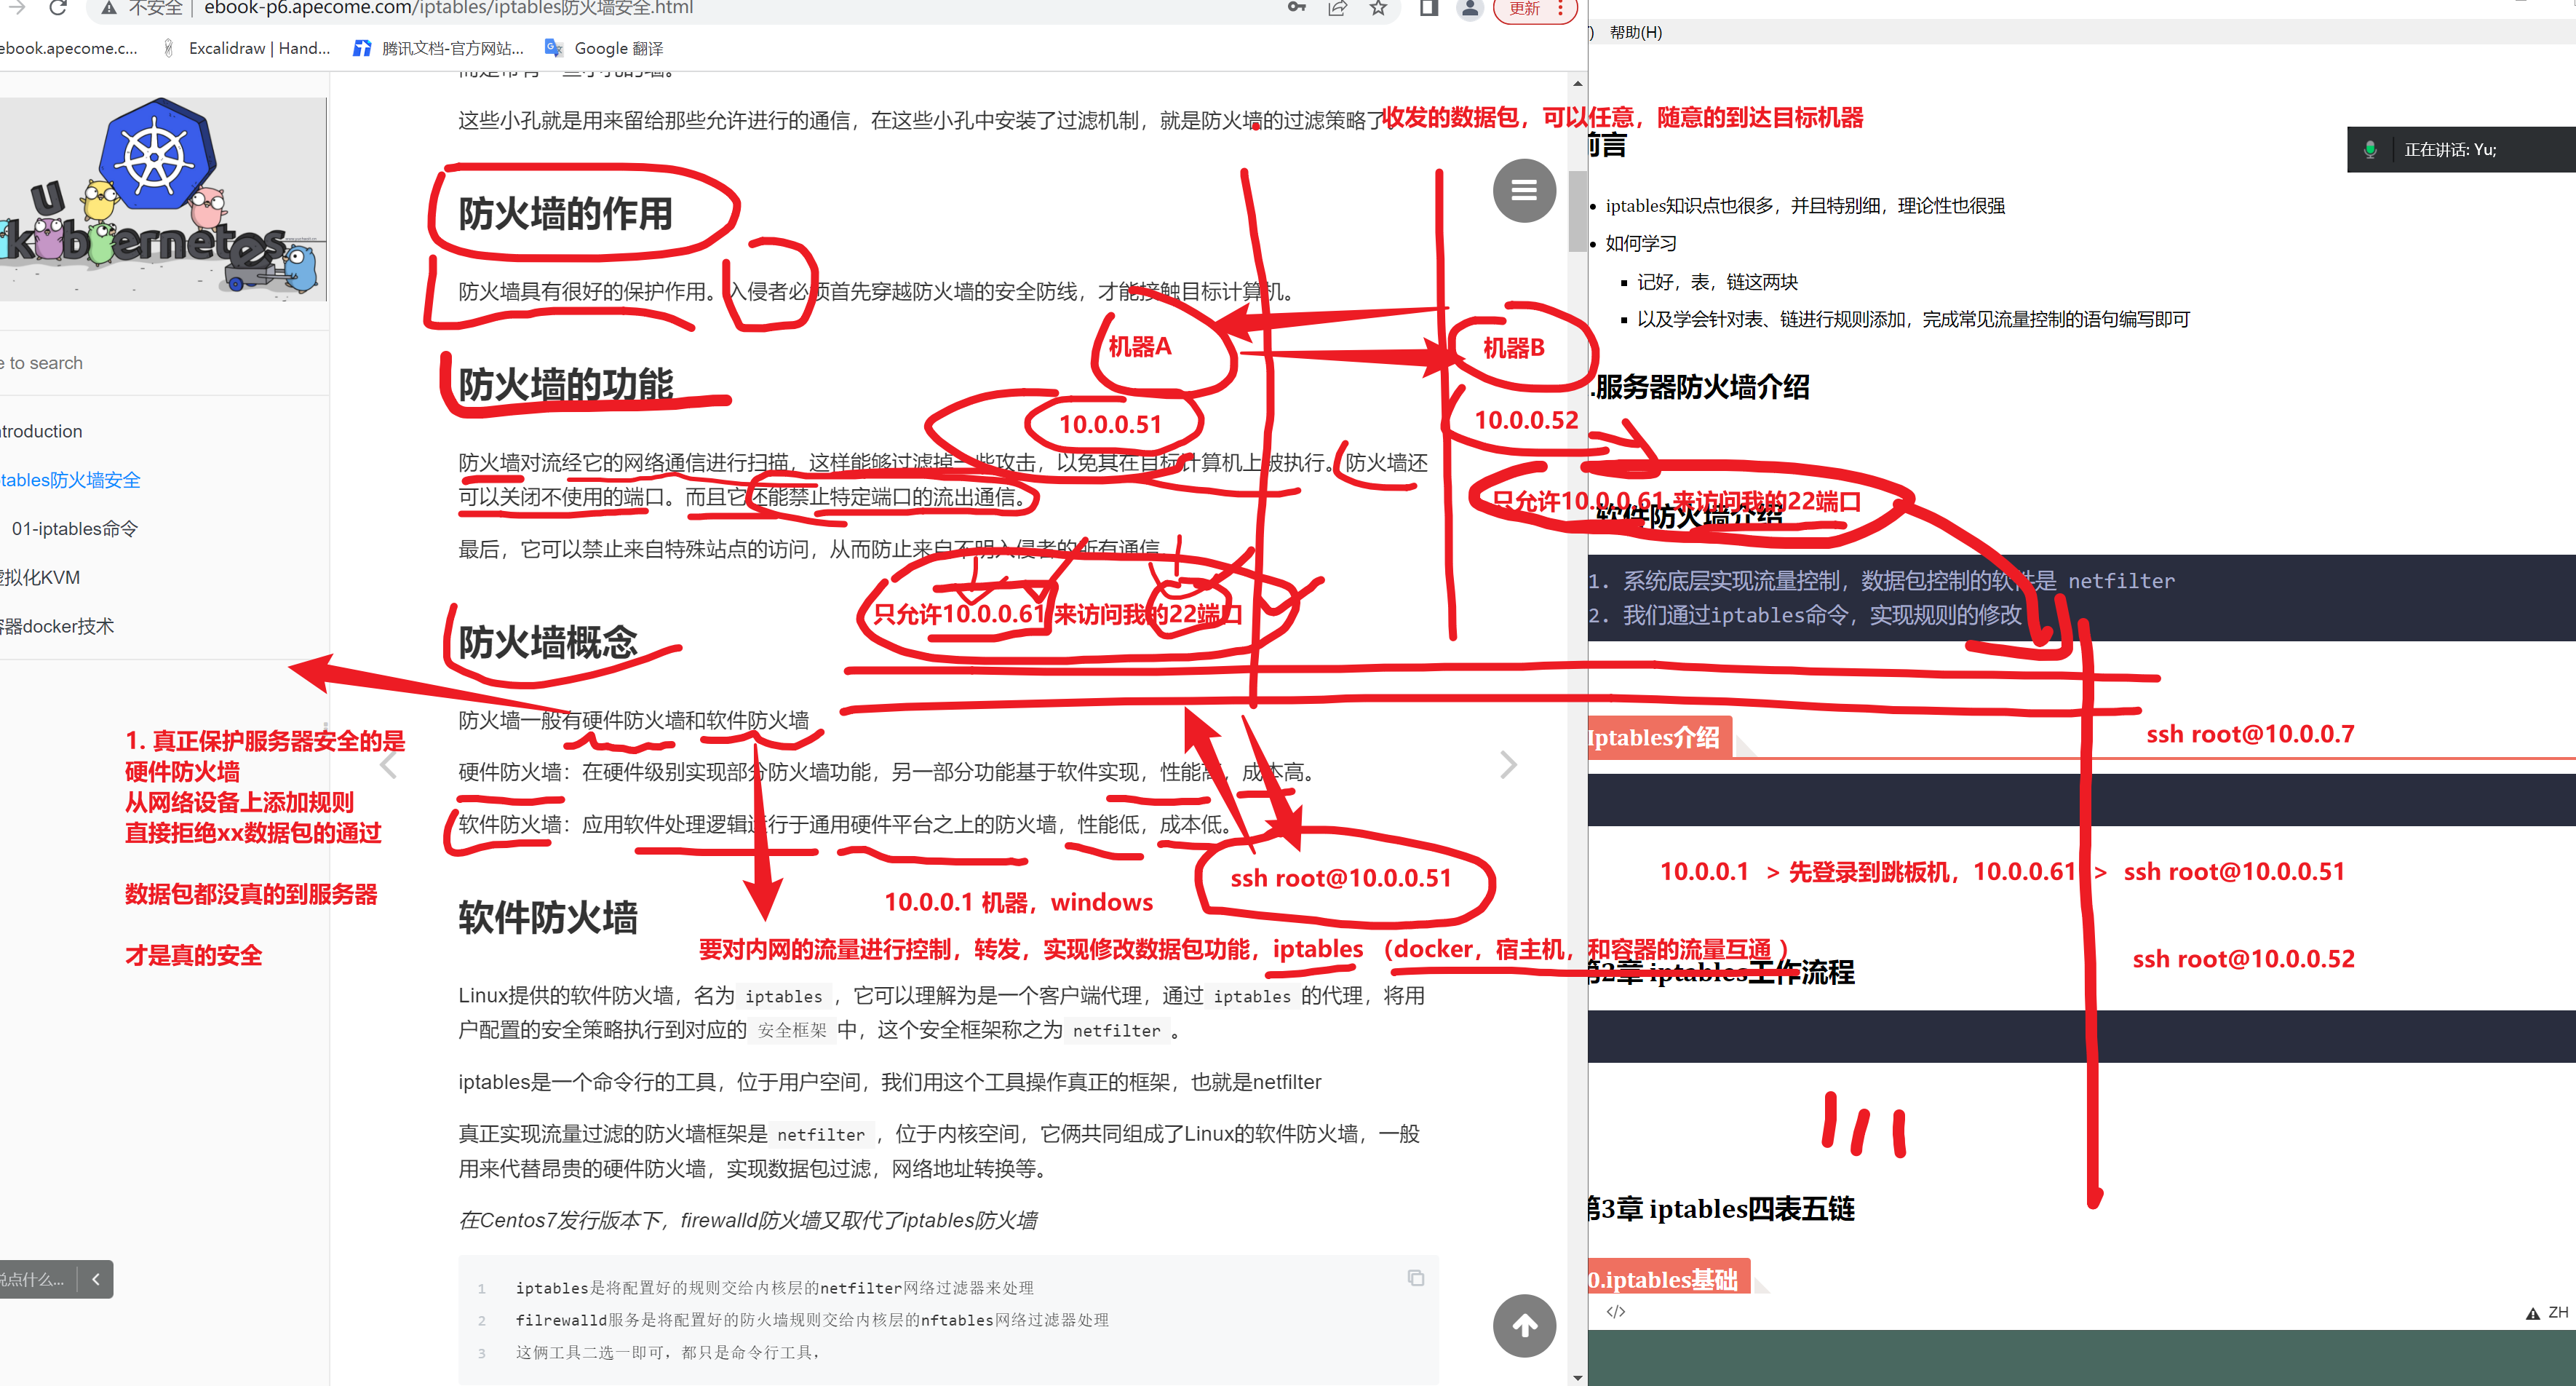 不安全 | ebook-p6.apecome.com/iptables/iptables防火墙安全.html
更新
ebook.apecome.c...
Excalidraw | Hand...
腾讯文档-官方网站...
Google 翻译
kubernetes
e to search
ntroduction
tables防火墙安全
01-iptables命令
虚拟化KVM
容器docker技术
1. 真正保护服务器安全的是
硬件防火墙
从网络设备上添加规则
直接拒绝xx数据包的通过
数据包都没真的到服务器
才是真的安全
说点什么...
这些小孔就是用来留给那些允许进行的通信，在这些小孔中安装了过滤机制，就是防火墙的过滤策略了。
收发的数据包，可以任意，随意的到达目标机器
防火墙的作用
防火墙具有很好的保护作用。入侵者必须首先穿越防火墙的安全防线，才能接触目标计算机。
机器A
机器B
防火墙的功能
10.0.0.51
10.0.0.52
防火墙对流经它的网络通信进行扫描，这样能够过滤掉一些攻击，以免其在目标计算机上被执行。防火墙还
可以关闭不使用的端口。而且它还能禁止特定端口的流出通信。
只允许10.0.0.61 来访问我的22端口
最后，它可以禁止来自特殊站点的访问，从而防止来自不明入侵者的所有通信。
只允许10.0.0.61 来访问我的22端口
防火墙概念
防火墙一般有硬件防火墙和软件防火墙
硬件防火墙：在硬件级别实现部分防火墙功能，另一部分功能基于软件实现，性能高，成本高。
软件防火墙：应用软件处理逻辑运行于通用硬件平台之上的防火墙，性能低，成本低。
ssh root@10.0.0.51
10.0.0.1 机器，windows
软件防火墙
要对内网的流量进行控制，转发，实现修改数据包功能，iptables （docker，宿主机，和容器的流量互通 ）
Linux提供的软件防火墙，名为 iptables ，它可以理解为是一个客户端代理，通过 iptables 的代理，将用
户配置的安全策略执行到对应的 安全框架 中，这个安全框架称之为 netfilter 。
iptables是一个命令行的工具，位于用户空间，我们用这个工具操作真正的框架，也就是netfilter
真正实现流量过滤的防火墙框架是 netfilter ，位于内核空间，它俩共同组成了Linux的软件防火墙，一般
用来代替昂贵的硬件防火墙，实现数据包过滤，网络地址转换等。
在Centos7发行版本下，firewalld防火墙又取代了iptables防火墙
1 iptables是将配置好的规则交给内核层的netfilter网络过滤器来处理
2 filrewalld服务是将配置好的防火墙规则交给内核层的nftables网络过滤器处理
3 这俩工具二选一即可，都只是命令行工具，
) 帮助(H)
前言
正在讲话: Yu;
iptables知识点也很多，并且特别细，理论性也很强
如何学习
记好，表，链这两块
以及学会针对表、链进行规则添加，完成常见流量控制的语句编写即可
.服务器防火墙介绍
软件防火墙介绍
1. 系统底层实现流量控制，数据包控制的软件是 netfilter
2. 我们通过iptables命令，实现规则的修改
Iptables介绍
ssh root@10.0.0.7
10.0.0.1 > 先登录到跳板机，10.0.0.61 > ssh root@10.0.0.51
ssh root@10.0.0.52
第2章 iptables工作流程
第3章 iptables四表五链
0.iptables基础
</>
ZH